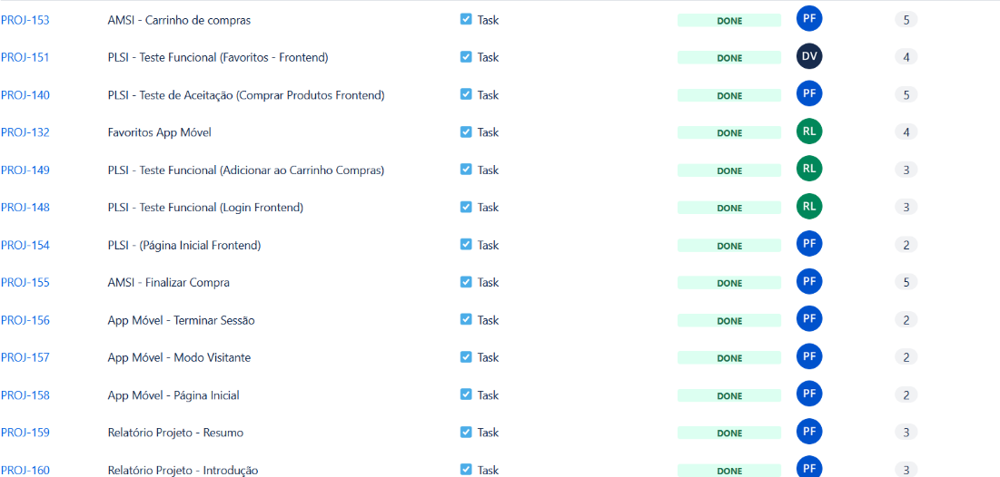 PROJ-153 AMSI - Carrinho de compras Task DONE PF 5
PROJ-151 PLSI - Teste Funcional (Favoritos - Frontend) Task DONE DV 4
PROJ-140 PLSI - Teste de Aceitação (Comprar Produtos Frontend) Task DONE PF 5
PROJ-132 Favoritos App Móvel Task DONE RL 4
PROJ-149 PLSI - Teste Funcional (Adicionar ao Carrinho Compras) Task DONE RL 3
PROJ-148 PLSI - Teste Funcional (Login Frontend) Task DONE RL 3
PROJ-154 PLSI - (Página Inicial Frontend) Task DONE PF 2
PROJ-155 AMSI - Finalizar Compra Task DONE PF 5
PROJ-156 App Móvel - Terminar Sessão Task DONE PF 2
PROJ-157 App Móvel - Modo Visitante Task DONE PF 2
PROJ-158 App Móvel - Página Inicial Task DONE PF 2
PROJ-159 Relatório Projeto - Resumo Task DONE PF 3
PROJ-160 Relatório Projeto - Introdução Task DONE PF 3